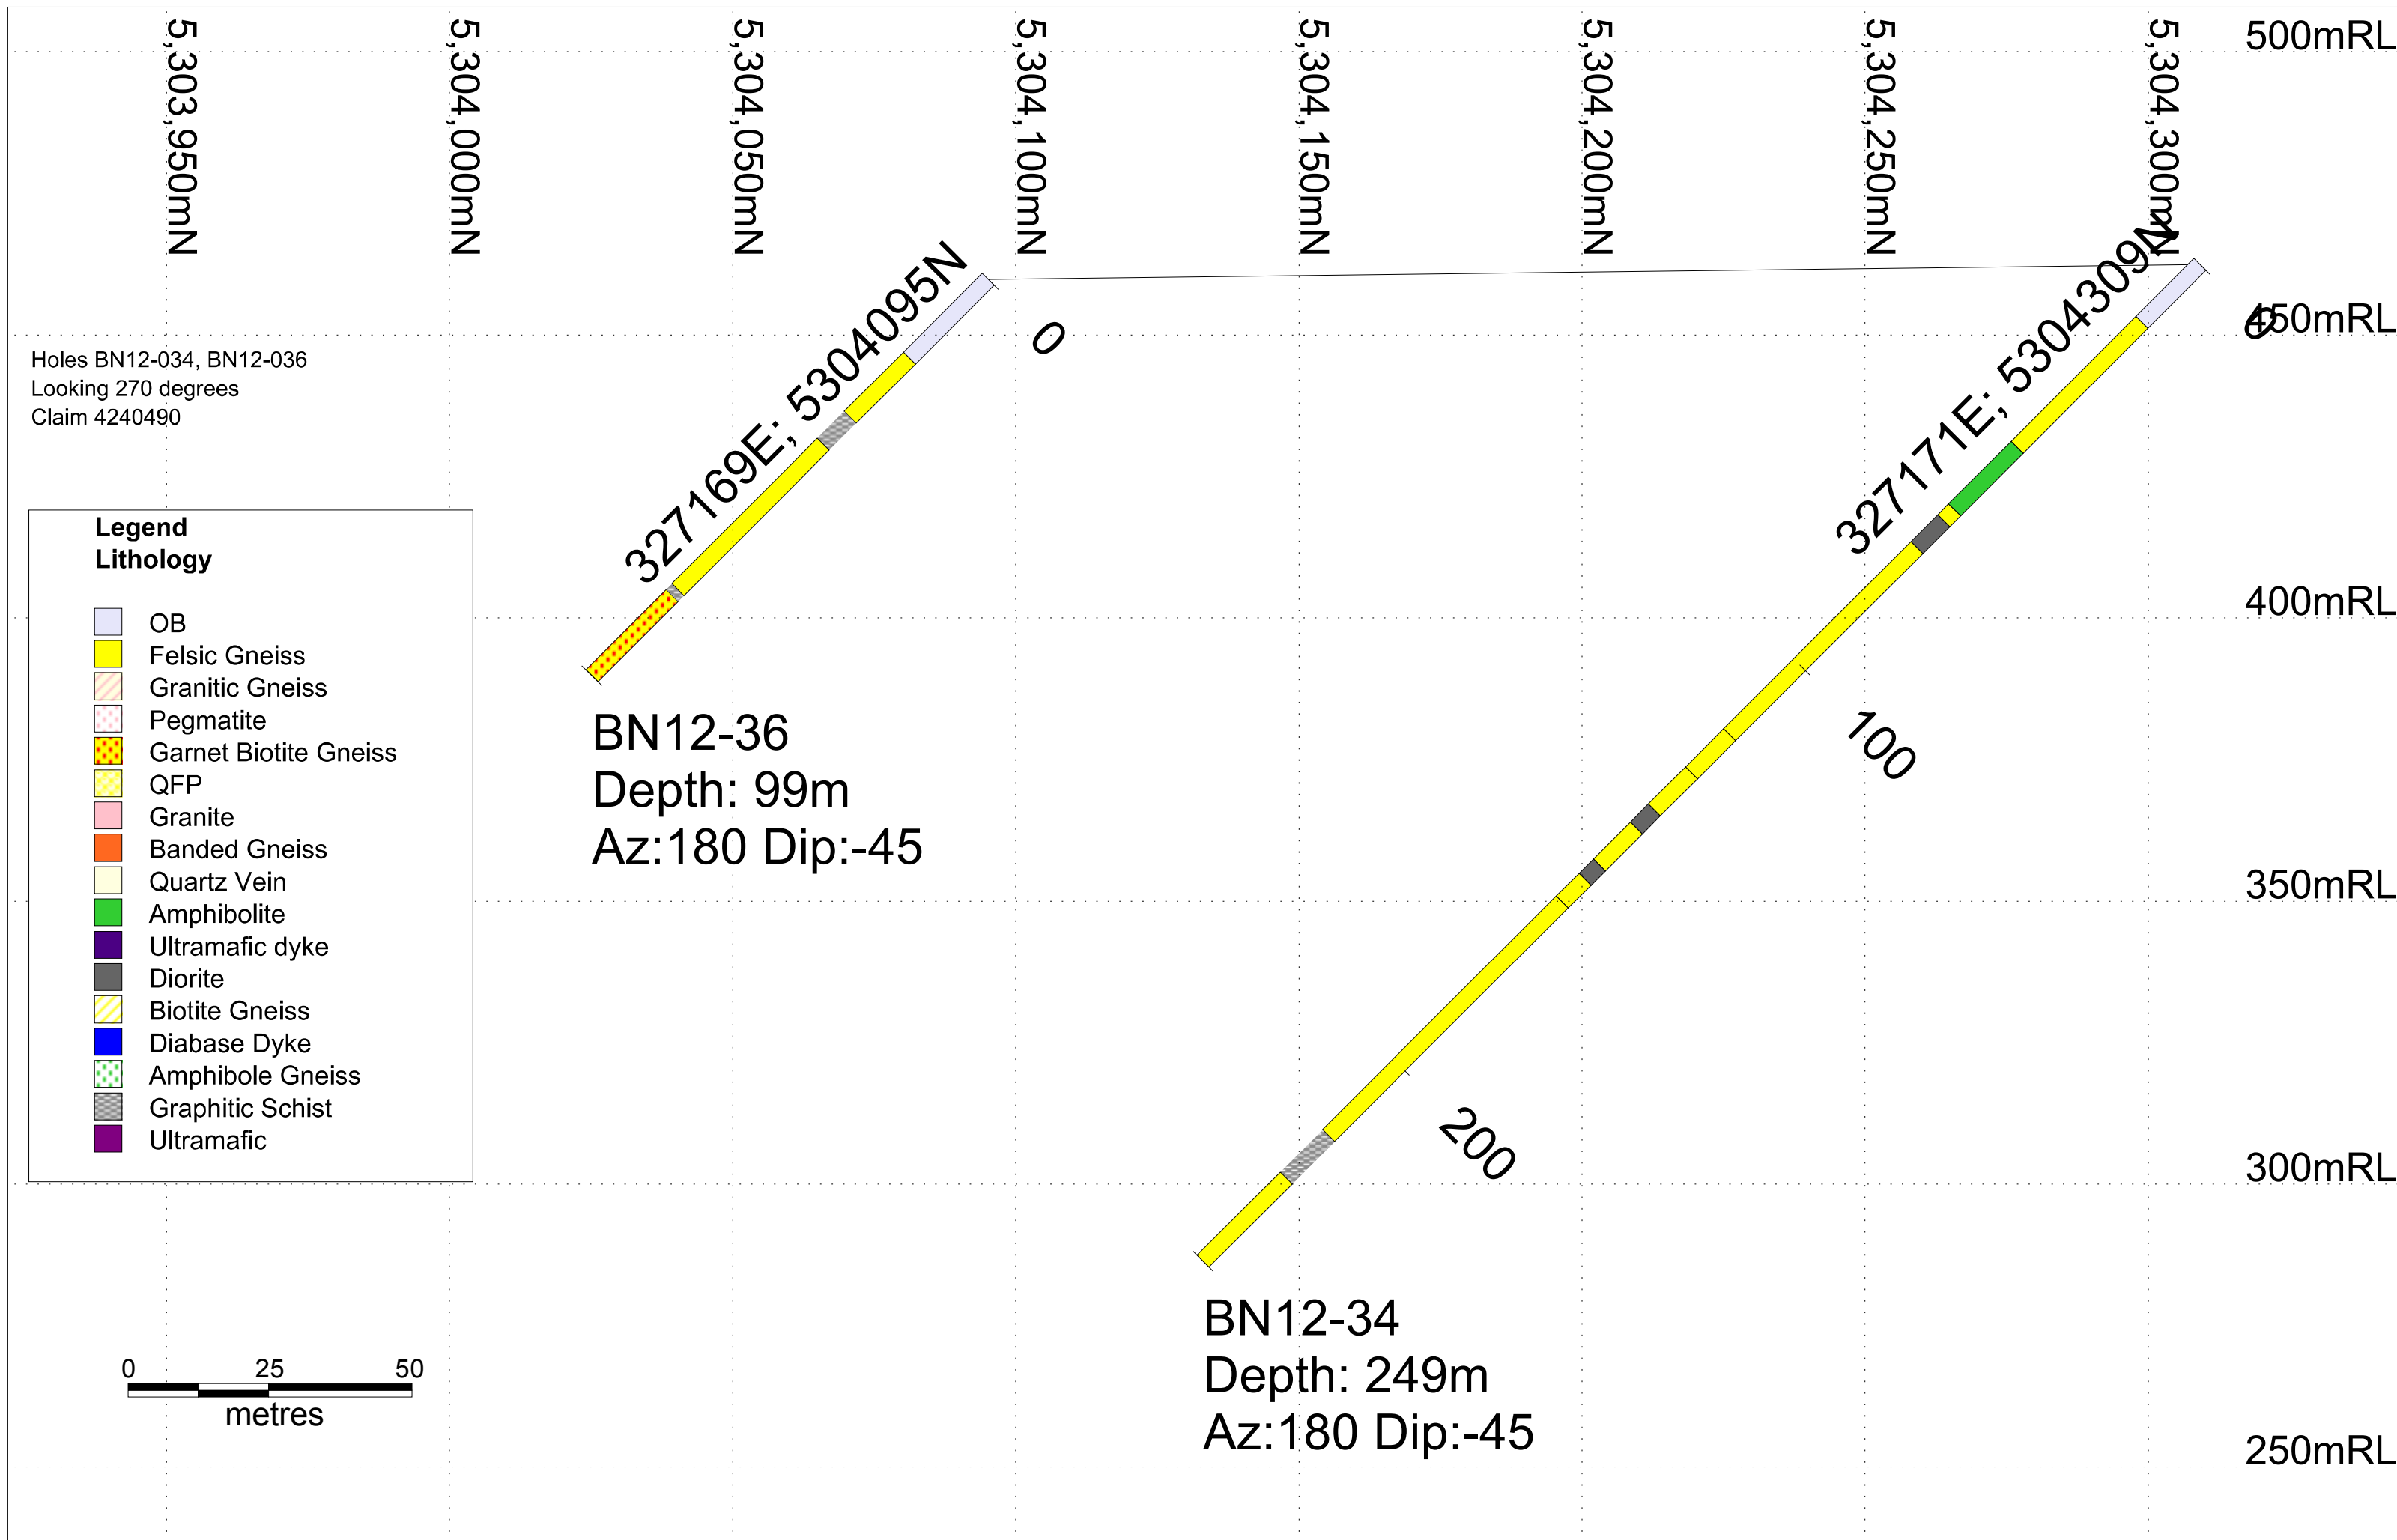 5,303,950mN
5,304,000mN
5,304,050mN
5,304,100mN
5,304,150mN
5,304,200mN
5,304,250mN
5,304,300mN
500mRL
450mRL
400mRL
350mRL
300mRL
250mRL
327169E; 5304095N
0
327171E; 5304309N
0
100
200
Holes BN12-034, BN12-036
Looking 270 degrees
Claim 4240490
Legend
Lithology
OB
Felsic Gneiss
Granitic Gneiss
Pegmatite
Garnet Biotite Gneiss
QFP
Granite
Banded Gneiss
Quartz Vein
Amphibolite
Ultramafic dyke
Diorite
Biotite Gneiss
Diabase Dyke
Amphibole Gneiss
Graphitic Schist
Ultramafic
BN12-36
Depth: 99m
Az:180 Dip:-45
BN12-34
Depth: 249m
Az:180 Dip:-45
0 25 50
metres